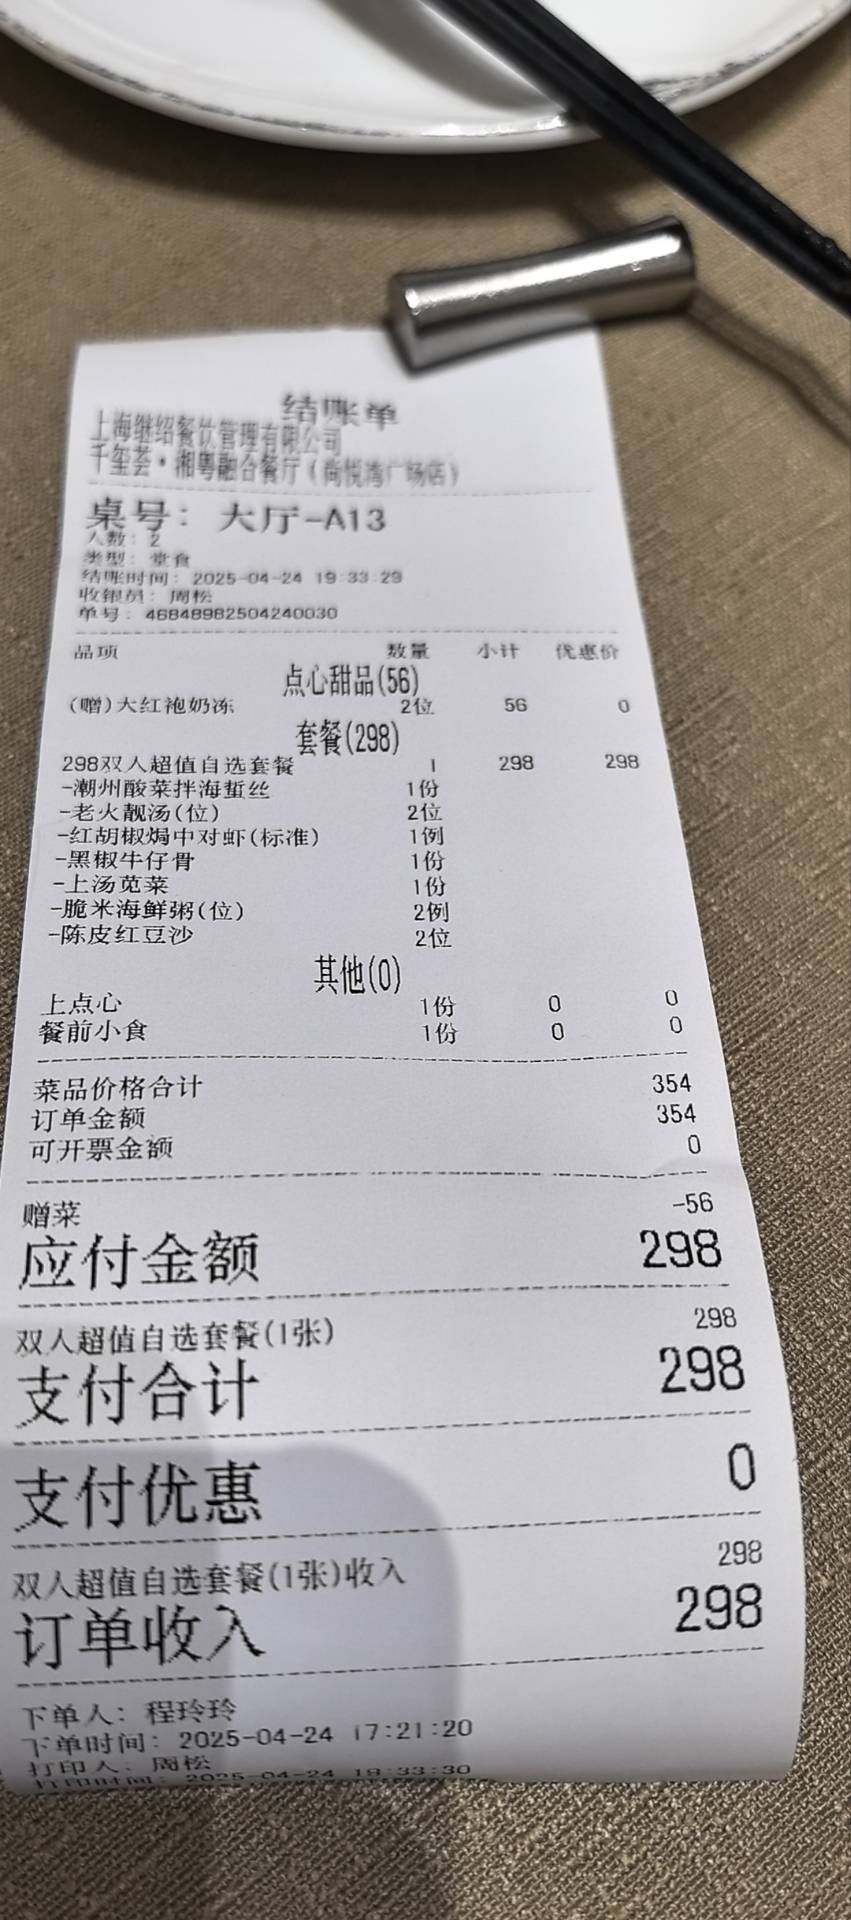 结账单
上海继绍餐饮管理有限公司
千玺荟·湘粤融合餐厅(尚悦湾广场店)
桌号: 大厅-A13
人数: 2
类型: 堂食
结账时间: 2025-04-24 19:33:29
收银员: 周松
单号: 46848982504240030
品项 数量 小计 优惠价
点心甜品(56)
(赠)大红袍奶冻 2位 56 0
套餐(298)
298双人超值自选套餐 1 298 298
-潮州酸菜拌海蜇丝 1份
-老火靓汤(位) 2位
-红胡椒焗中对虾(标准) 1例
-黑椒牛仔骨 1份
-上汤苋菜 1份
-脆米海鲜粥(位) 2例
-陈皮红豆沙 2位
其他(0)
上点心 1份 0 0
餐前小食 1份 0 0
菜品价格合计 354
订单金额 354
可开票金额 0
赠菜 -56
应付金额 298
双人超值自选套餐(1张) 298
支付合计 298
支付优惠 0
双人超值自选套餐(1张)收入 298
订单收入 298
下单人: 程玲玲
下单时间: 2025-04-24 17:21:20
打印人: 周松
打印时间: 2025-04-24 19:33:30